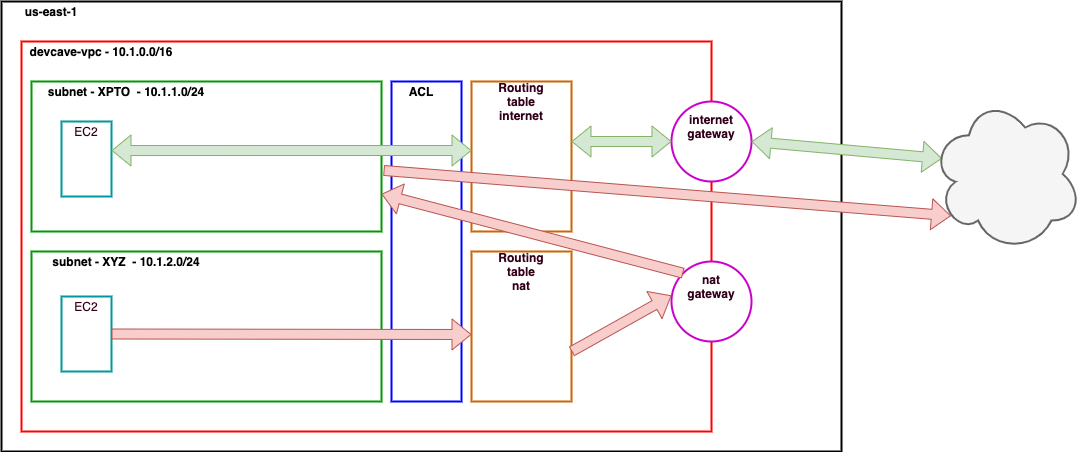 us-east-1
devcave-vpc - 10.1.0.0/16
subnet - XPTO - 10.1.1.0/24
EC2
ACL
Routing
table
internet
internet
gateway
subnet - XYZ - 10.1.2.0/24
EC2
Routing
table
nat
nat
gateway